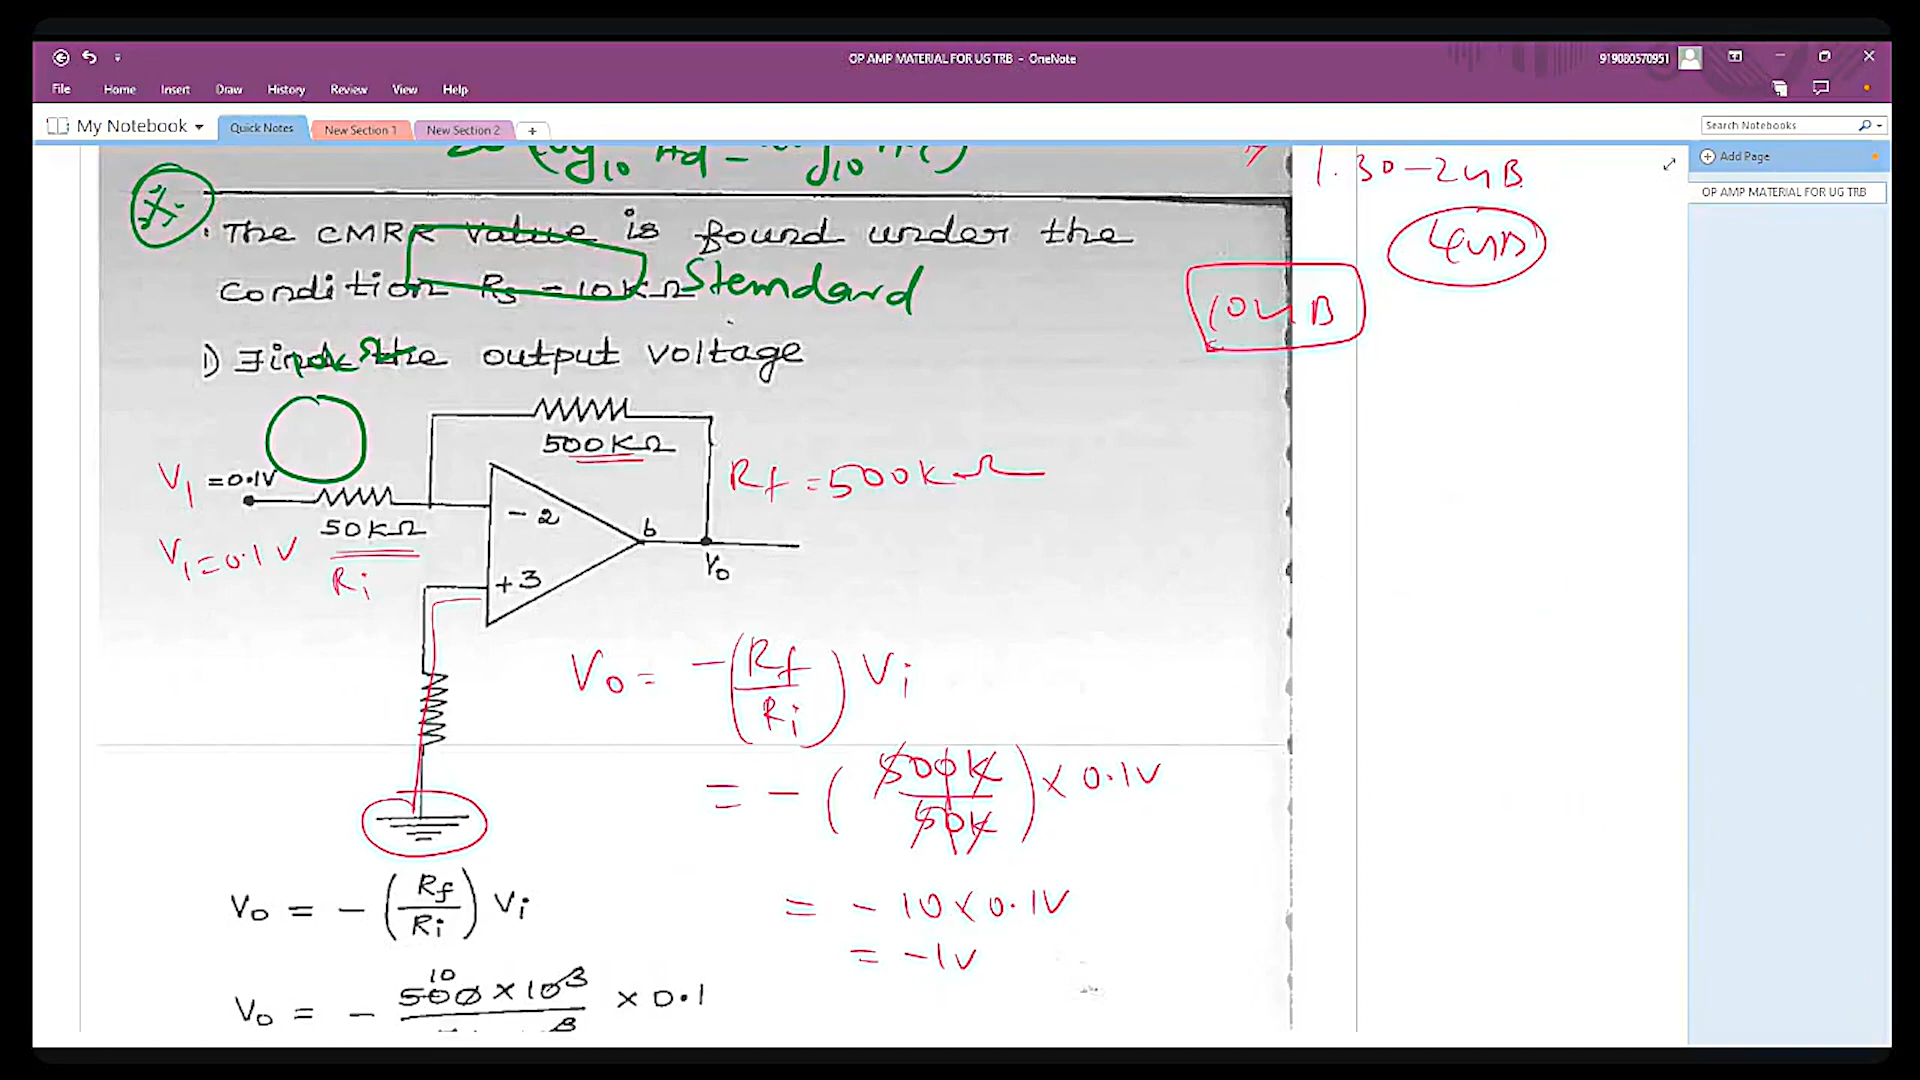 OP AMP MATERIAL FOR UG TRB - OneNote
919080570951
File Home Insert Draw History Review View Help
My Notebook
Quick Notes
New Section 1
New Section 2
Search Notebooks
Add Page
OP AMP MATERIAL FOR UG TRB
The CMRR value is found under the
condition Rs = 10KΩ Standard
1) Find the output voltage
500KΩ
Rf = 500kΩ
V1 = 0.1V
50KΩ
V1 = 0.1V
Ri
- 2
+ 3
6
Vo
Vo = -(Rf/Ri) Vi
= - (500K/50K) × 0.1V
= - 10 × 0.1V
= -1V
Vo = - (Rf/Ri) Vi
10
Vo = - 500 × 10³ × 0.1